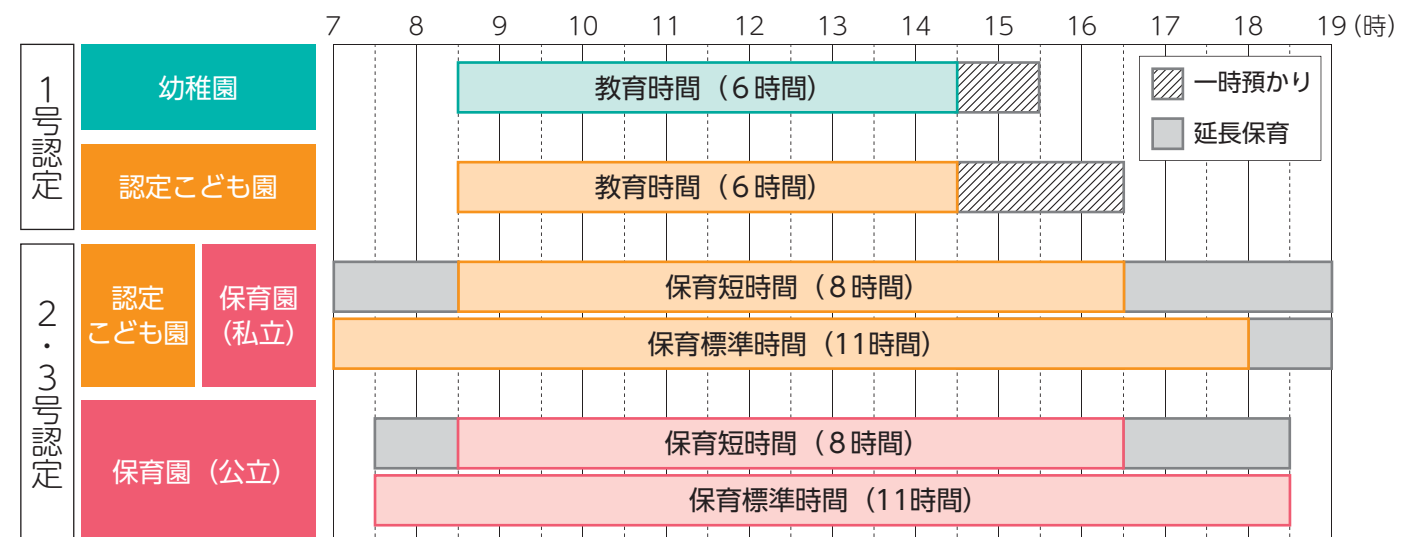 7 8 9 10 11 12 13 14 15 16 17 18 19(時)
1号認定
幼稚園
教育時間(6時間)
一時預かり
延長保育
認定こども園
教育時間(6時間)
2・3号認定
認定
こども園
保育園
(私立)
保育短時間(8時間)
保育標準時間(11時間)
保育園(公立)
保育短時間(8時間)
保育標準時間(11時間)